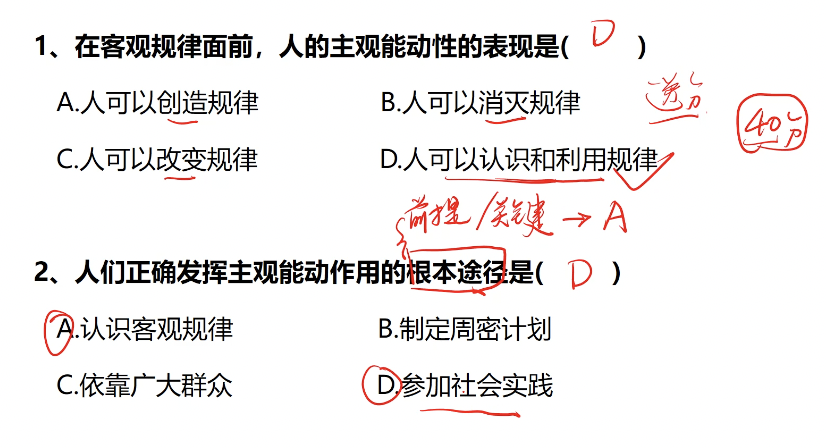 1、在客观规律面前，人的主观能动性的表现是( D )
A.人可以创造规律 B.人可以消灭规律
送分
40分
C.人可以改变规律 D.人可以认识和利用规律
前提/关键→A
2、人们正确发挥主观能动作用的根本途径是( D )
A.认识客观规律 B.制定周密计划
C.依靠广大群众 D.参加社会实践